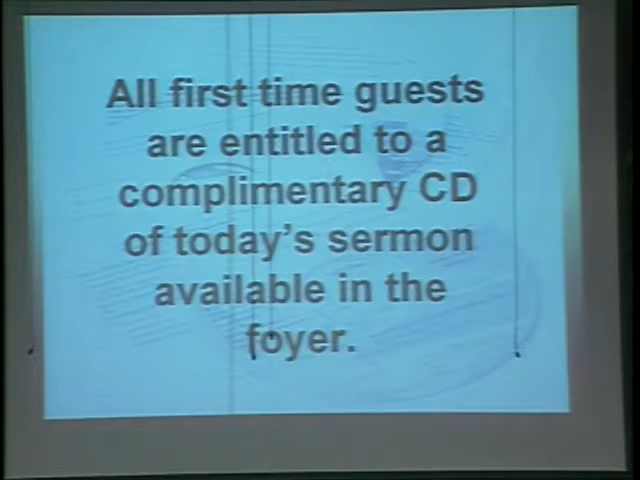 All first time guests
are entitled to a
complimentary CD
of today's sermon
available in the
foyer.